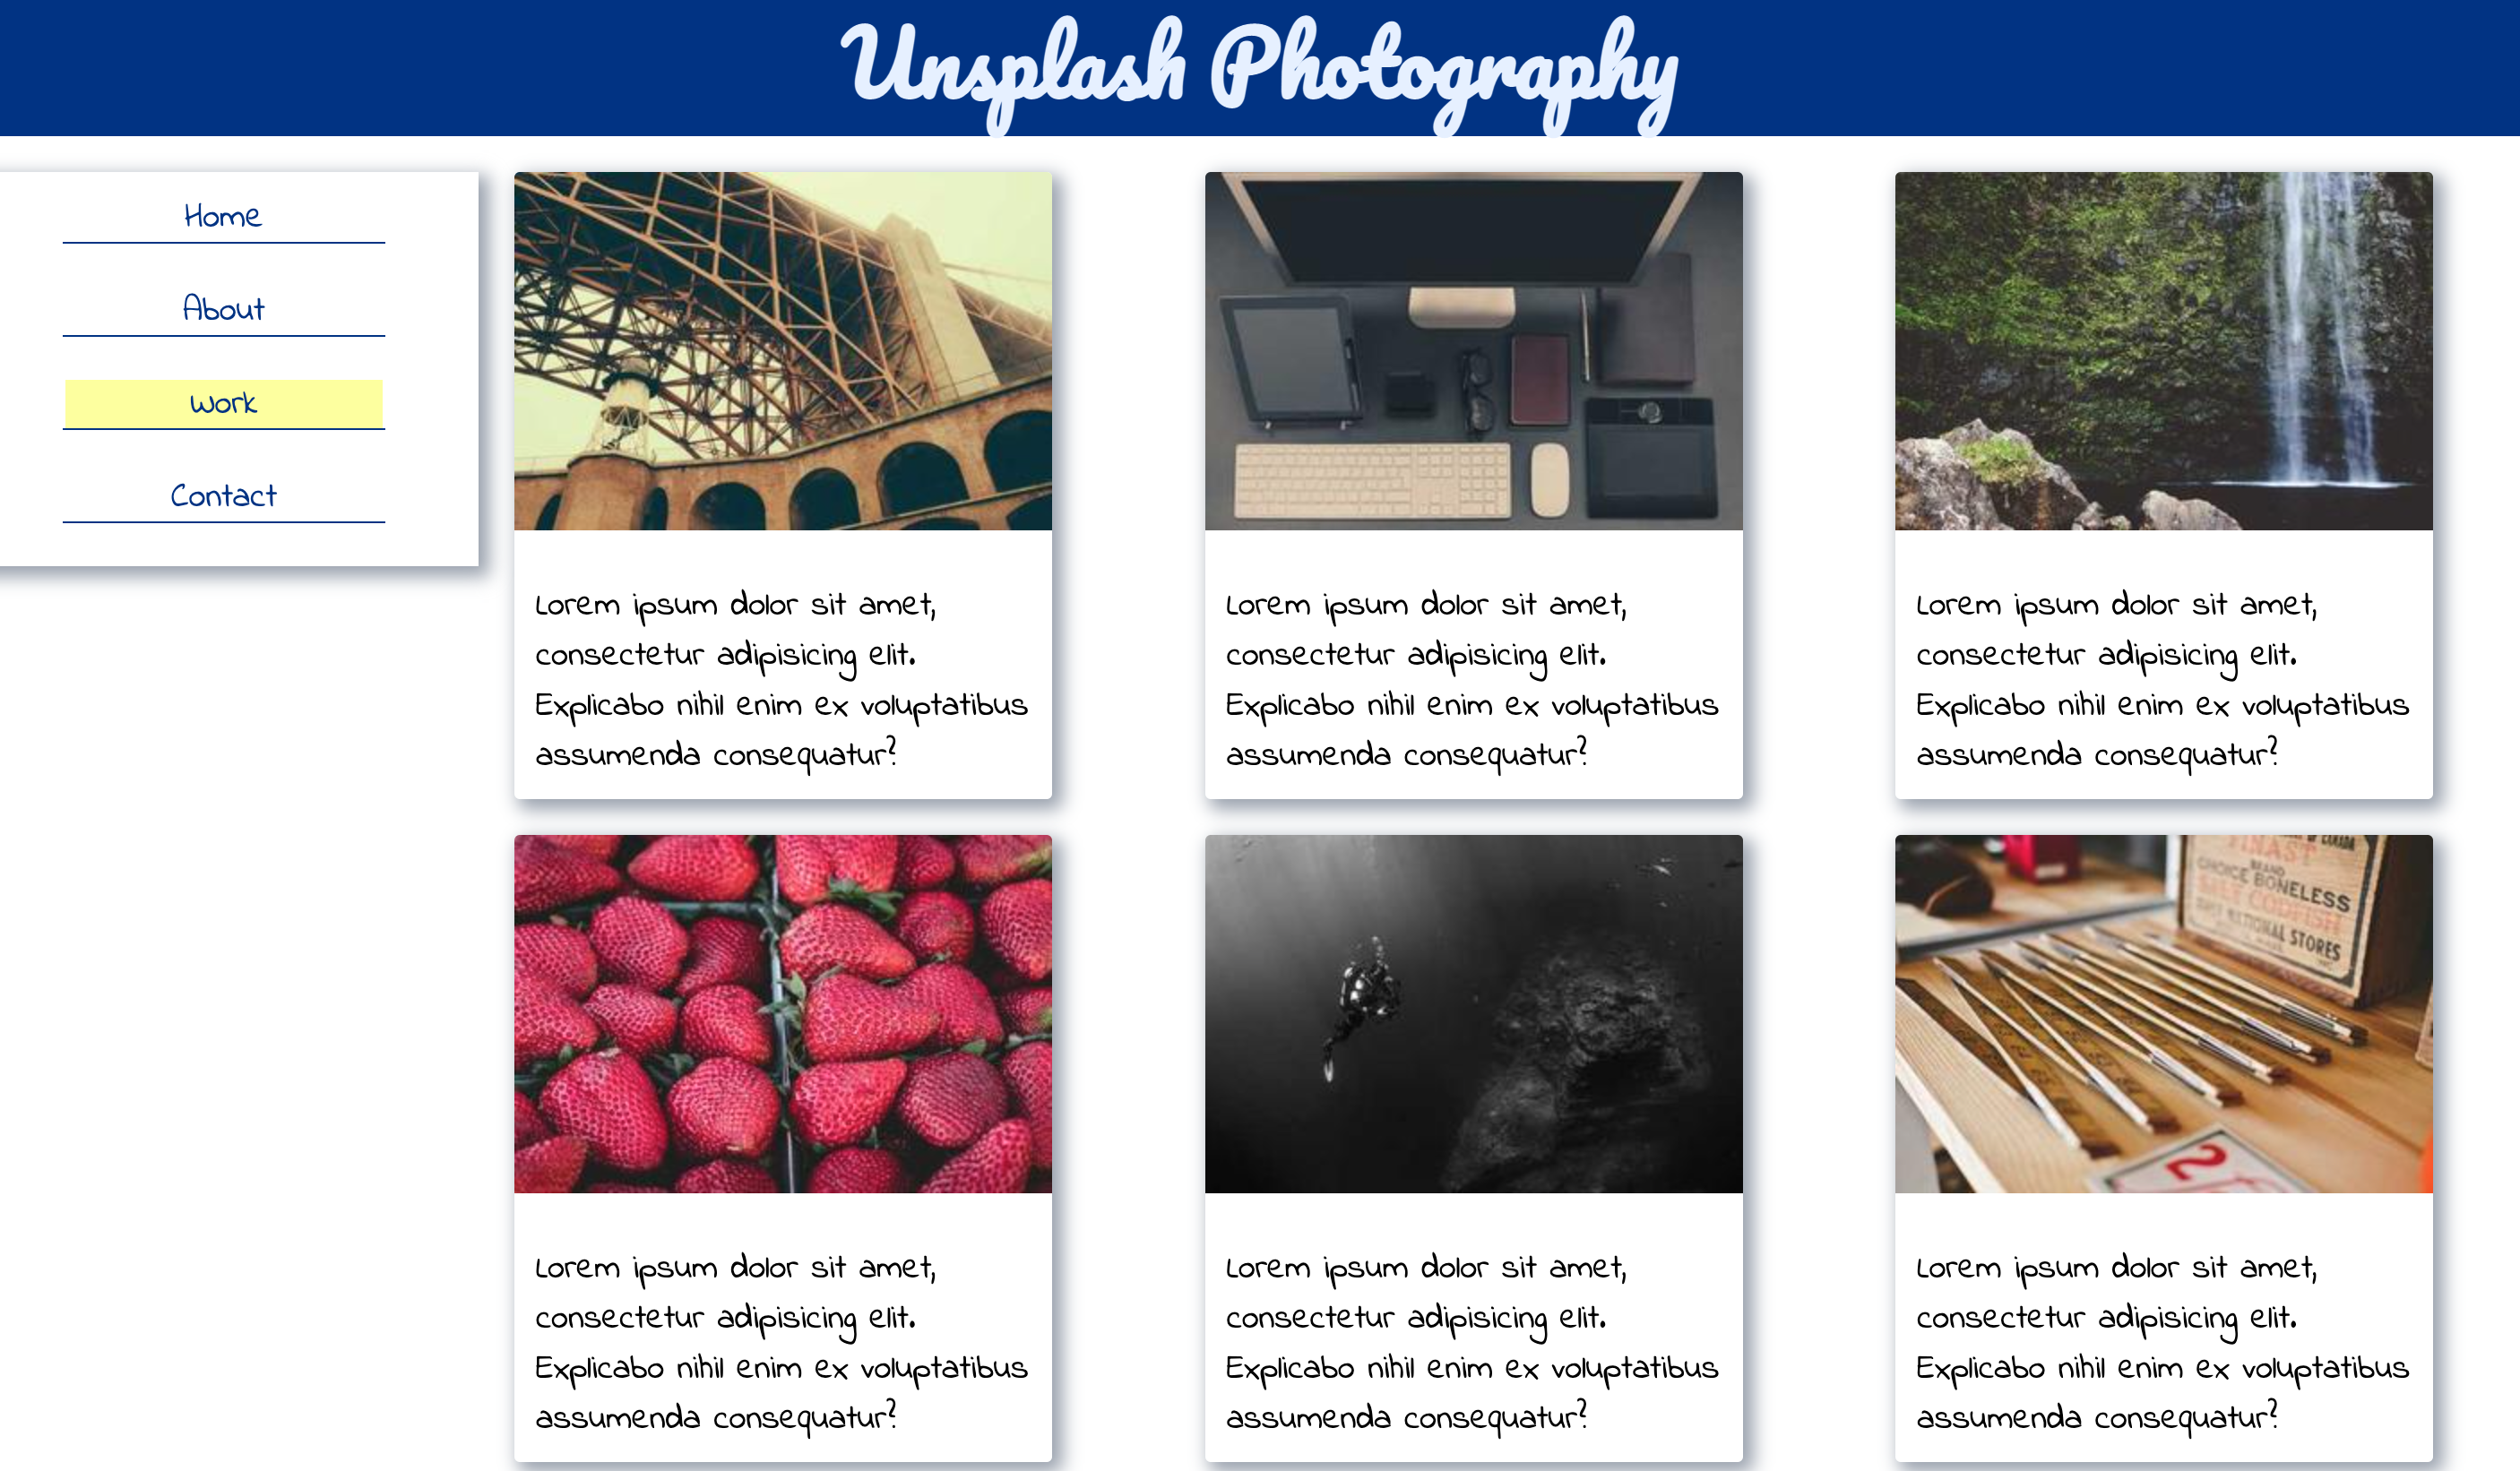 Unsplash Photography
Home
About
Work
Contact
Lorem ipsum dolor sit amet,
consectetur adipisicing elit.
Explicabo nihil enim ex voluptatibus
assumenda consequatur?
Lorem ipsum dolor sit amet,
consectetur adipisicing elit.
Explicabo nihil enim ex voluptatibus
assumenda consequatur?
Lorem ipsum dolor sit amet,
consectetur adipisicing elit.
Explicabo nihil enim ex voluptatibus
assumenda consequatur?
FINAST
BRAND
CHOICE BONELESS
CODFISH
NATIONAL STORES
2
Lorem ipsum dolor sit amet,
consectetur adipisicing elit.
Explicabo nihil enim ex voluptatibus
assumenda consequatur?
Lorem ipsum dolor sit amet,
consectetur adipisicing elit.
Explicabo nihil enim ex voluptatibus
assumenda consequatur?
Lorem ipsum dolor sit amet,
consectetur adipisicing elit.
Explicabo nihil enim ex voluptatibus
assumenda consequatur?